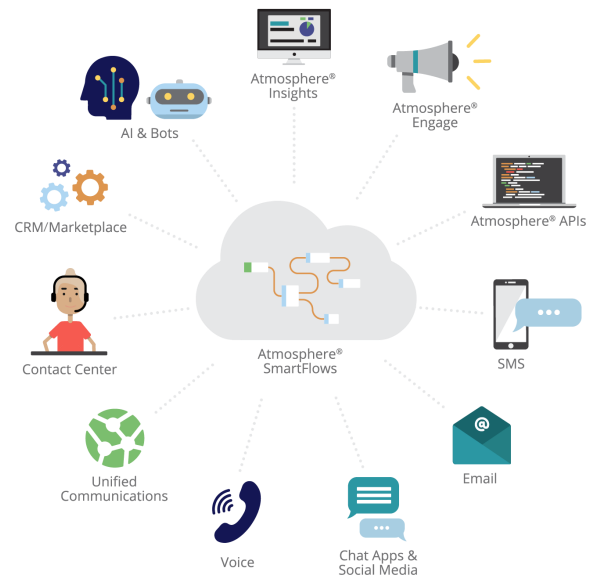 Atmosphere®
Insights
Atmosphere®
Engage
AI & Bots
Atmosphere® APIs
CRM/Marketplace
Atmosphere®
SmartFlows
SMS
Contact Center
@
Email
Unified
Communications
Voice
Chat Apps &
Social Media